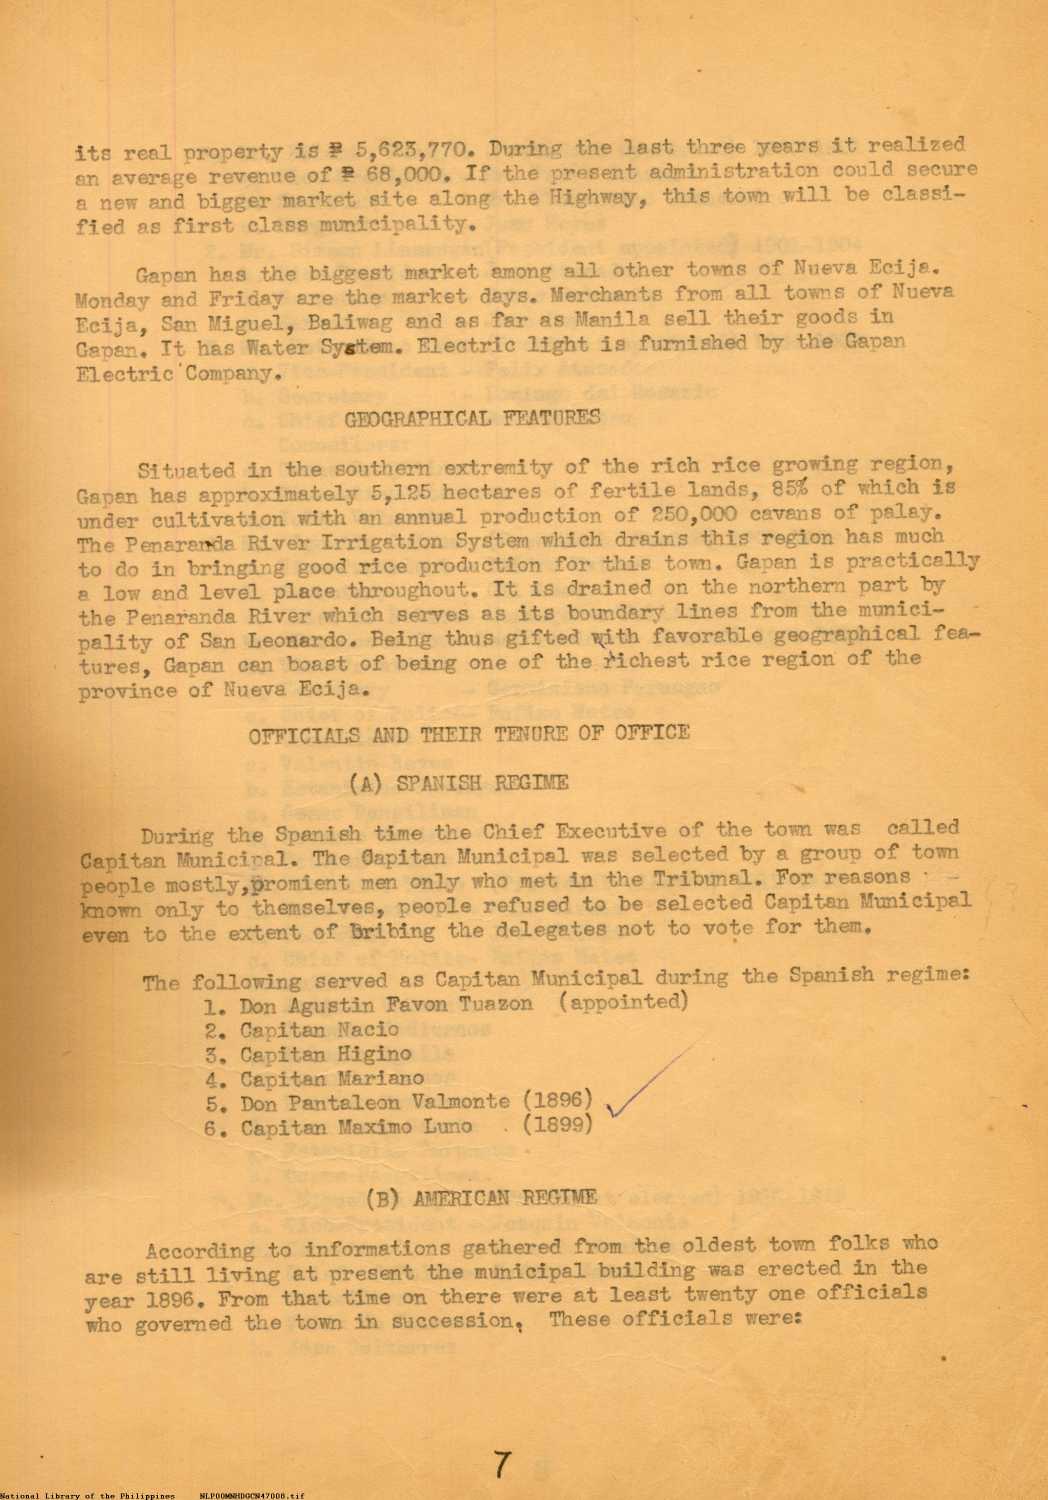 its real property is ₱ 5,623,770. During the last three years it realized
an average revenue of ₱ 68,000. If the present administration could secure
a new and bigger market site along the Highway, this town will be classi-
fied as first class municipality.
Gapan has the biggest market among all other towns of Nueva Ecija.
Monday and Friday are the market days. Merchants from all towns of Nueva
Ecija, San Miguel, Baliwag and as far as Manila sell their goods in
Gapan. It has Water System. Electric light is furnished by the Gapan
Electric Company.
GEOGRAPHICAL FEATURES
Situated in the southern extremity of the rich rice growing region,
Gapan has approximately 5,125 hectares of fertile lands, 85% of which is
under cultivation with an annual production of 250,000 cavans of palay.
The Penaranda River Irrigation System which drains this region has much
to do in bringing good rice production for this town. Gapan is practically
a low and level place throughout. It is drained on the northern part by
the Penaranda River which serves as its boundary lines from the munici-
pality of San Leonardo. Being thus gifted with favorable geographical fea-
tures, Gapan can boast of being one of the richest rice region of the
province of Nueva Ecija.
OFFICIALS AND THEIR TENURE OF OFFICE
(A) SPANISH REGIME
During the Spanish time the Chief Executive of the town was called
Capitan Municipal. The Capitan Municipal was selected by a group of town
people mostly,promient men only who met in the Tribunal. For reasons
known only to themselves, people refused to be selected Capitan Municipal
even to the extent of bribing the delegates not to vote for them.
The following served as Capitan Municipal during the Spanish regime:
1. Don Agustin Favon Tuazon (appointed)
2. Capitan Nacio
3. Capitan Higino
4. Capitan Mariano
5. Don Pantaleon Valmonte (1896)
6. Capitan Maximo Luno . (1899)
(B) AMERICAN REGIME
According to informations gathered from the oldest town folks who
are still living at present the municipal building was erected in the
year 1896. From that time on there were at least twenty one officials
who governed the town in succession. These officials were:
7
National Library of the Philippines NLP00MNHDGCN47008.tif